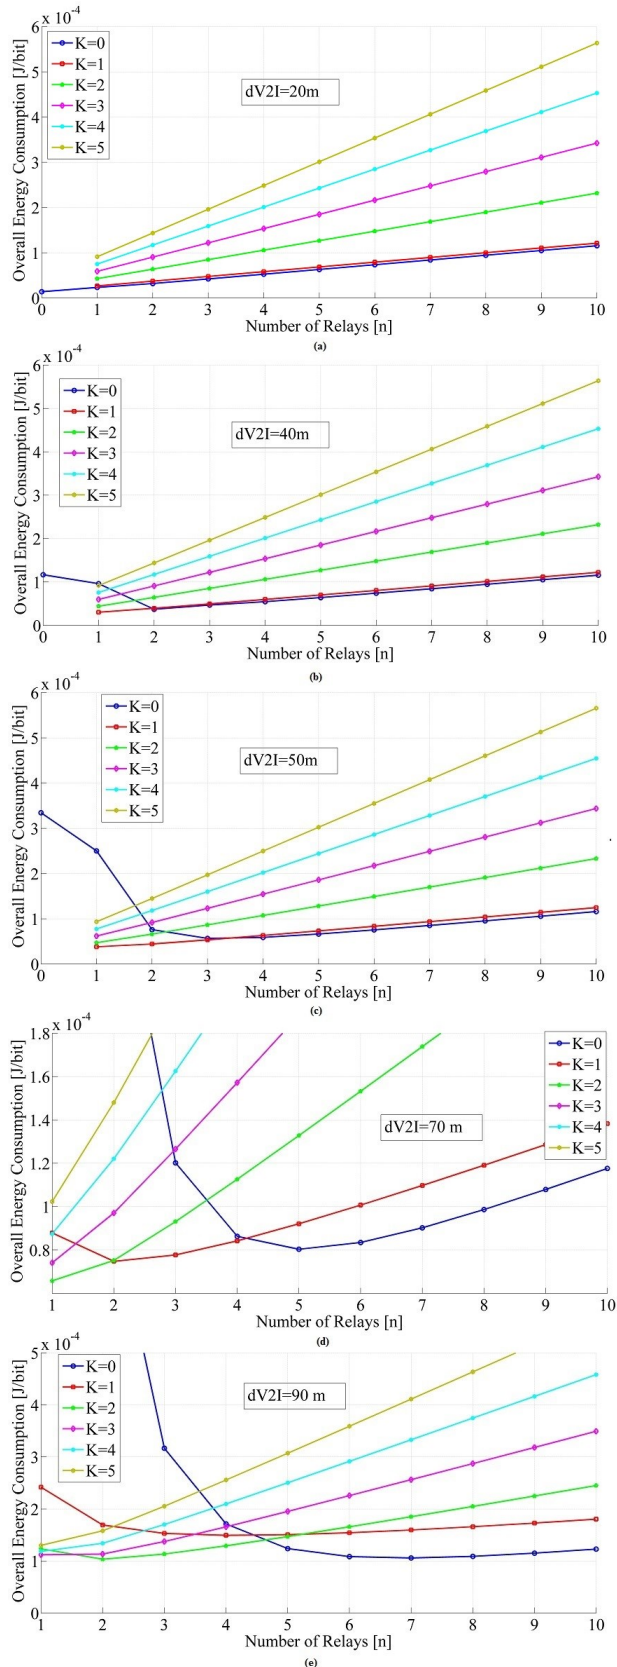 x 10⁻⁴
6
5
4
3
2
1
0
Overall Energy Consumption [J/bit]
K=0
K=1
K=2
K=3
K=4
K=5
dV2I=20m
0 1 2 3 4 5 6 7 8 9 10
Number of Relays [n]
(a)
x 10⁻⁴
6
5
4
3
2
1
0
Overall Energy Consumption [J/bit]
K=0
K=1
K=2
K=3
K=4
K=5
dV2I=40m
0 1 2 3 4 5 6 7 8 9 10
Number of Relays [n]
(b)
x 10⁻⁴
6
5
4
3
2
1
0
Overall Energy Consumption [J/bit]
K=0
K=1
K=2
K=3
K=4
K=5
dV2I=50m
0 1 2 3 4 5 6 7 8 9 10
Number of Relays [n]
(c)
x 10⁻⁴
1.8
1.6
1.4
1.2
1
0.8
Overall Energy Consumption [J/bit]
K=0
K=1
K=2
K=3
K=4
K=5
dV2I=70 m
1 2 3 4 5 6 7 8 9 10
Number of Relays [n]
(d)
x 10⁻⁴
5
4
3
2
1
0
Overall Energy Consumption [J/bit]
K=0
K=1
K=2
K=3
K=4
K=5
dV2I=90 m
1 2 3 4 5 6 7 8 9 10
Number of Relays [n]
(e)